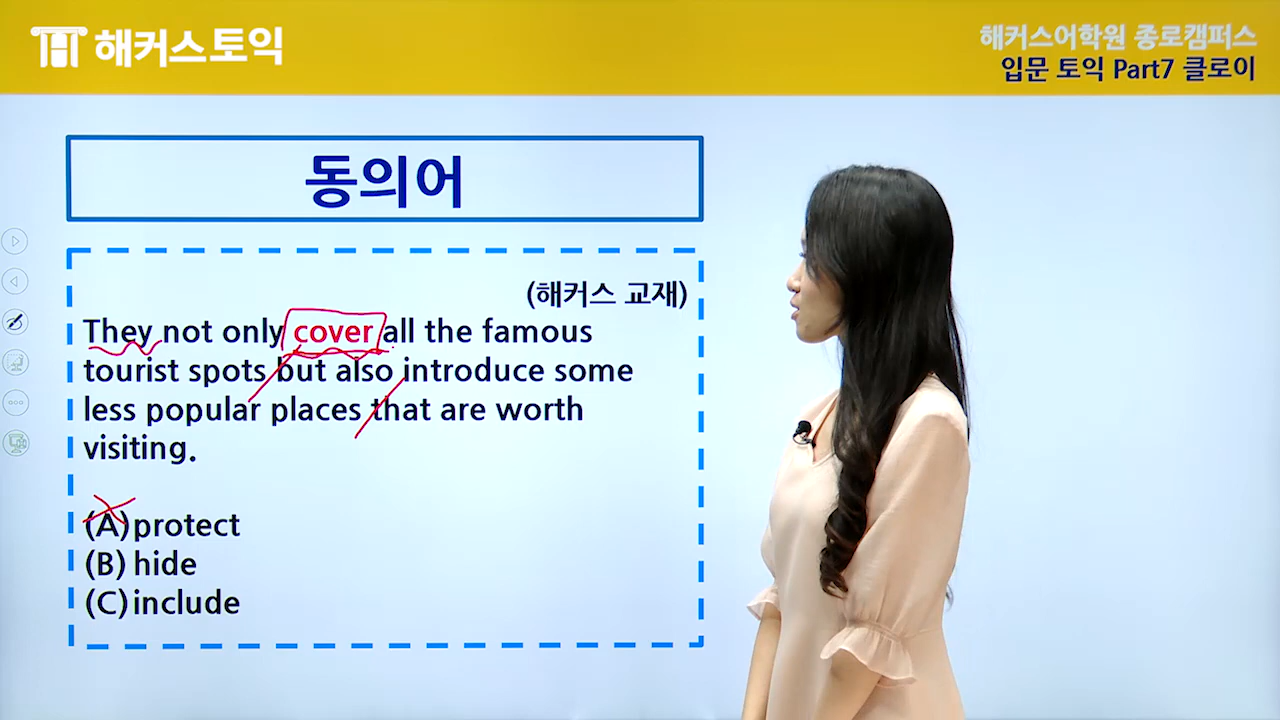 해커스토익
해커스어학원 종로캠퍼스
입문 토익 Part7 클로이
동의어
(해커스 교재)
They not only cover all the famous
tourist spots but also introduce some
less popular places that are worth
visiting.
(A) protect
(B) hide
(C) include